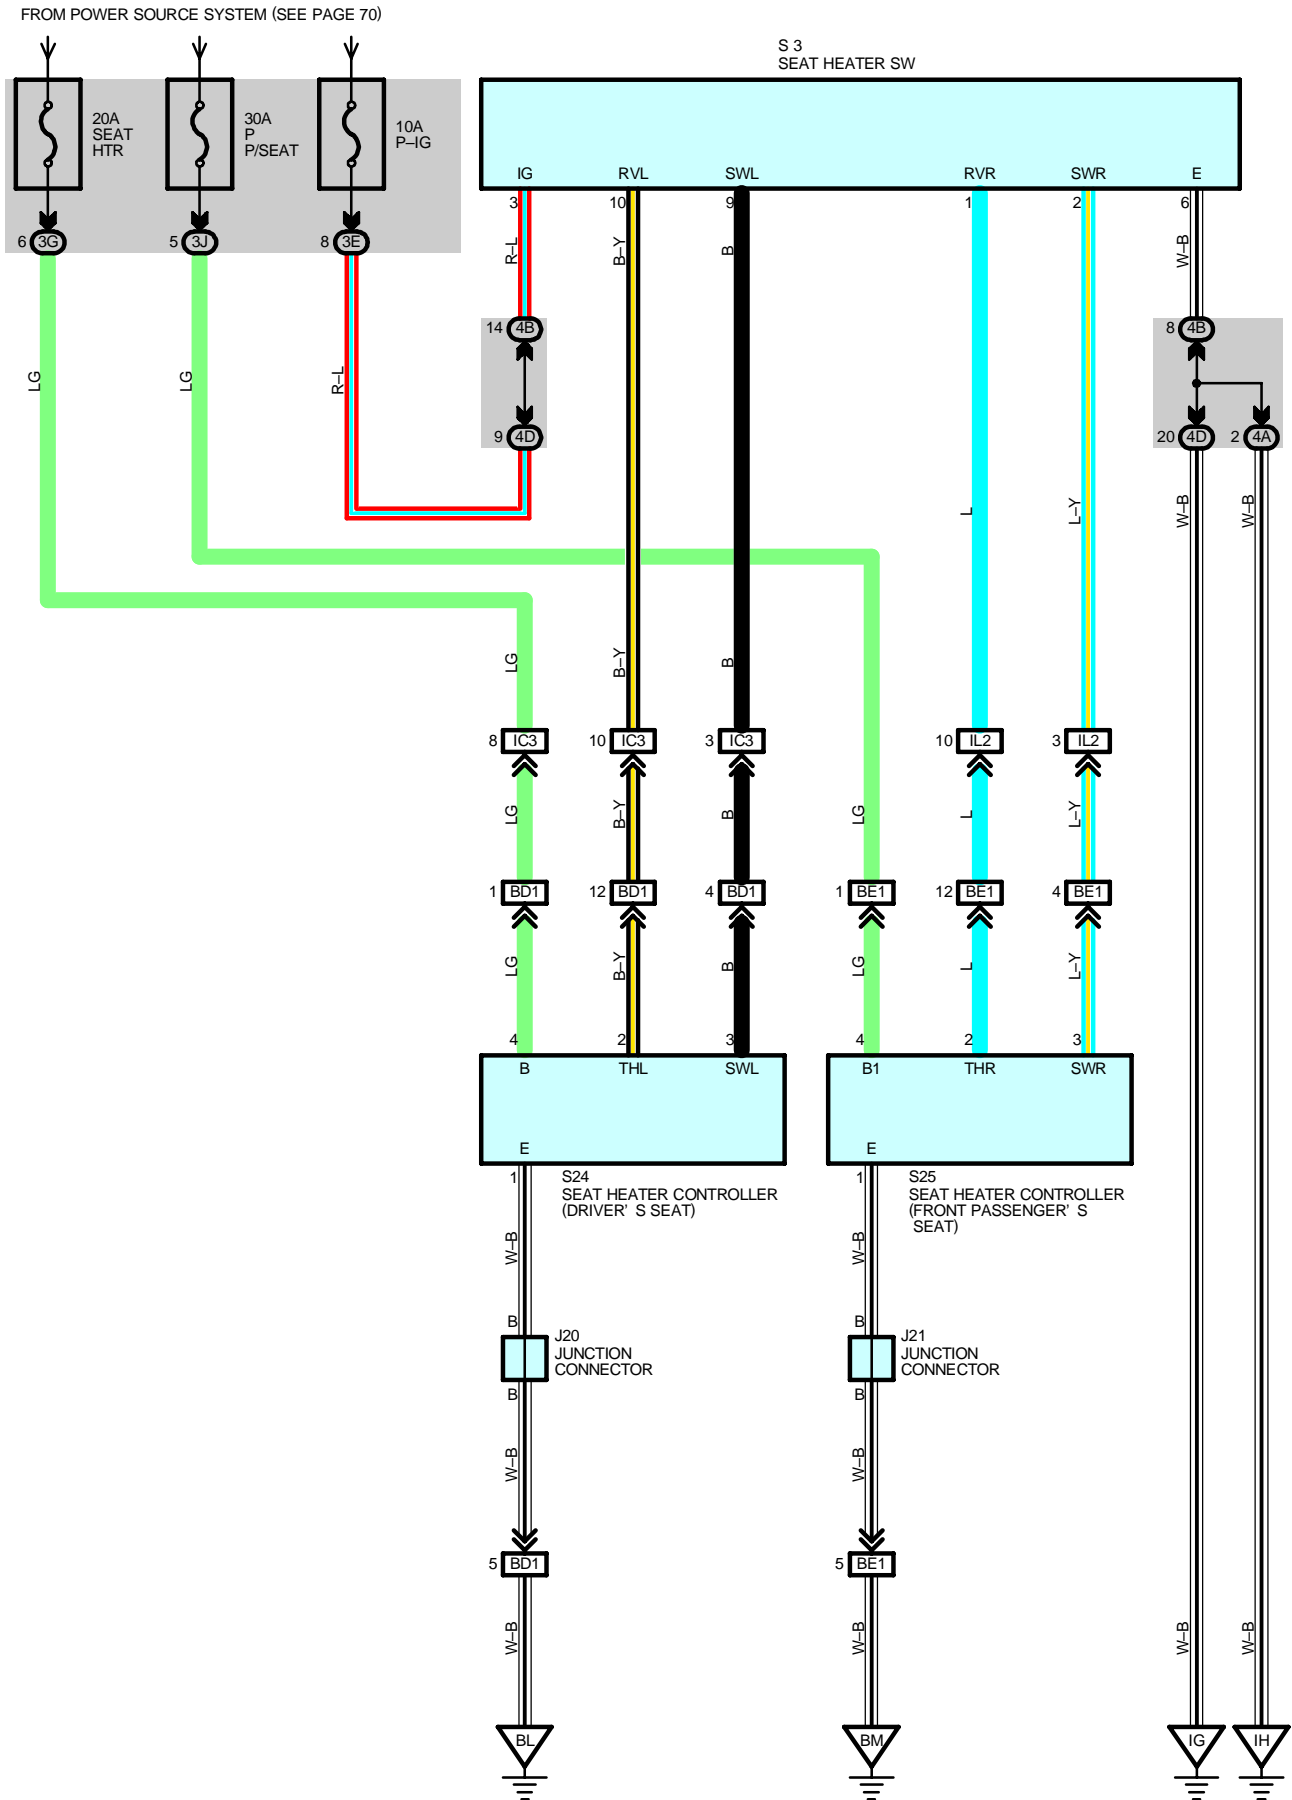 FROM POWER SOURCE SYSTEM (SEE PAGE 70)
S 3
SEAT HEATER SW
20A
SEAT
HTR
30A
P
P/SEAT
10A
P–IG
IG
RVL
SWL
RVR
SWR
E
3
10
9
1
2
6
6
3G
5
3J
8
3E
R–L
B–Y
B
W–B
14
4B
8
4B
LG
LG
R–L
9
4D
20
4D
2
4A
L
L–Y
W–B
W–B
LG
B–Y
B
8
IC3
10
IC3
3
IC3
10
IL2
3
IL2
LG
B–Y
B
LG
L
L–Y
1
BD1
12
BD1
4
BD1
1
BE1
12
BE1
4
BE1
LG
B–Y
B
LG
L
L–Y
4
2
3
4
2
3
B
THL
SWL
B1
THR
SWR
E
E
1
S24
SEAT HEATER CONTROLLER
(DRIVER' S SEAT)
1
S25
SEAT HEATER CONTROLLER
(FRONT PASSENGER' S
SEAT)
W–B
W–B
B
J20
JUNCTION
CONNECTOR
B
B
J21
JUNCTION
CONNECTOR
B
W–B
W–B
5
BD1
5
BE1
W–B
W–B
W–B
W–B
BL
BM
IG
IH